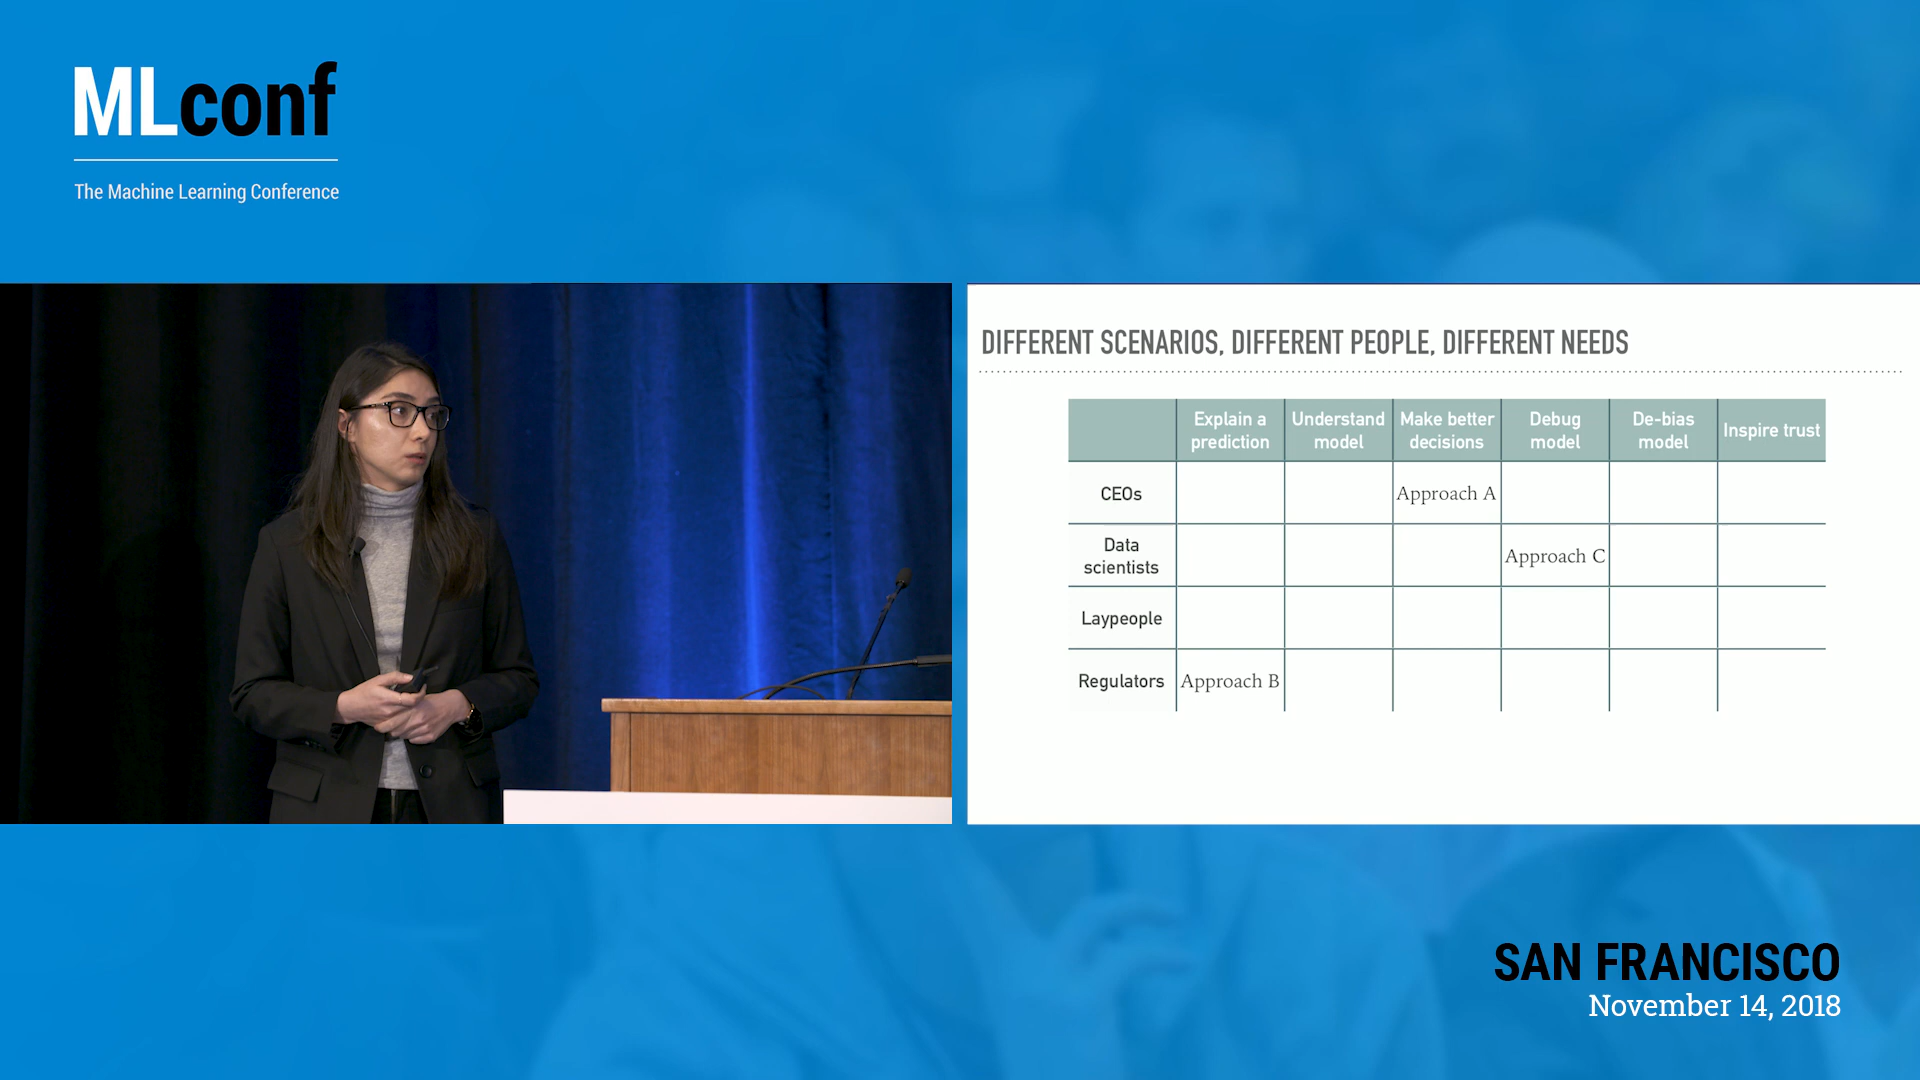 MLconf
The Machine Learning Conference
DIFFERENT SCENARIOS, DIFFERENT PEOPLE, DIFFERENT NEEDS
Explain a prediction
Understand model
Make better decisions
Debug model
De-bias model
Inspire trust
CEOs
Approach A
Data scientists
Approach C
Laypeople
Regulators
Approach B
SAN FRANCISCO
November 14, 2018